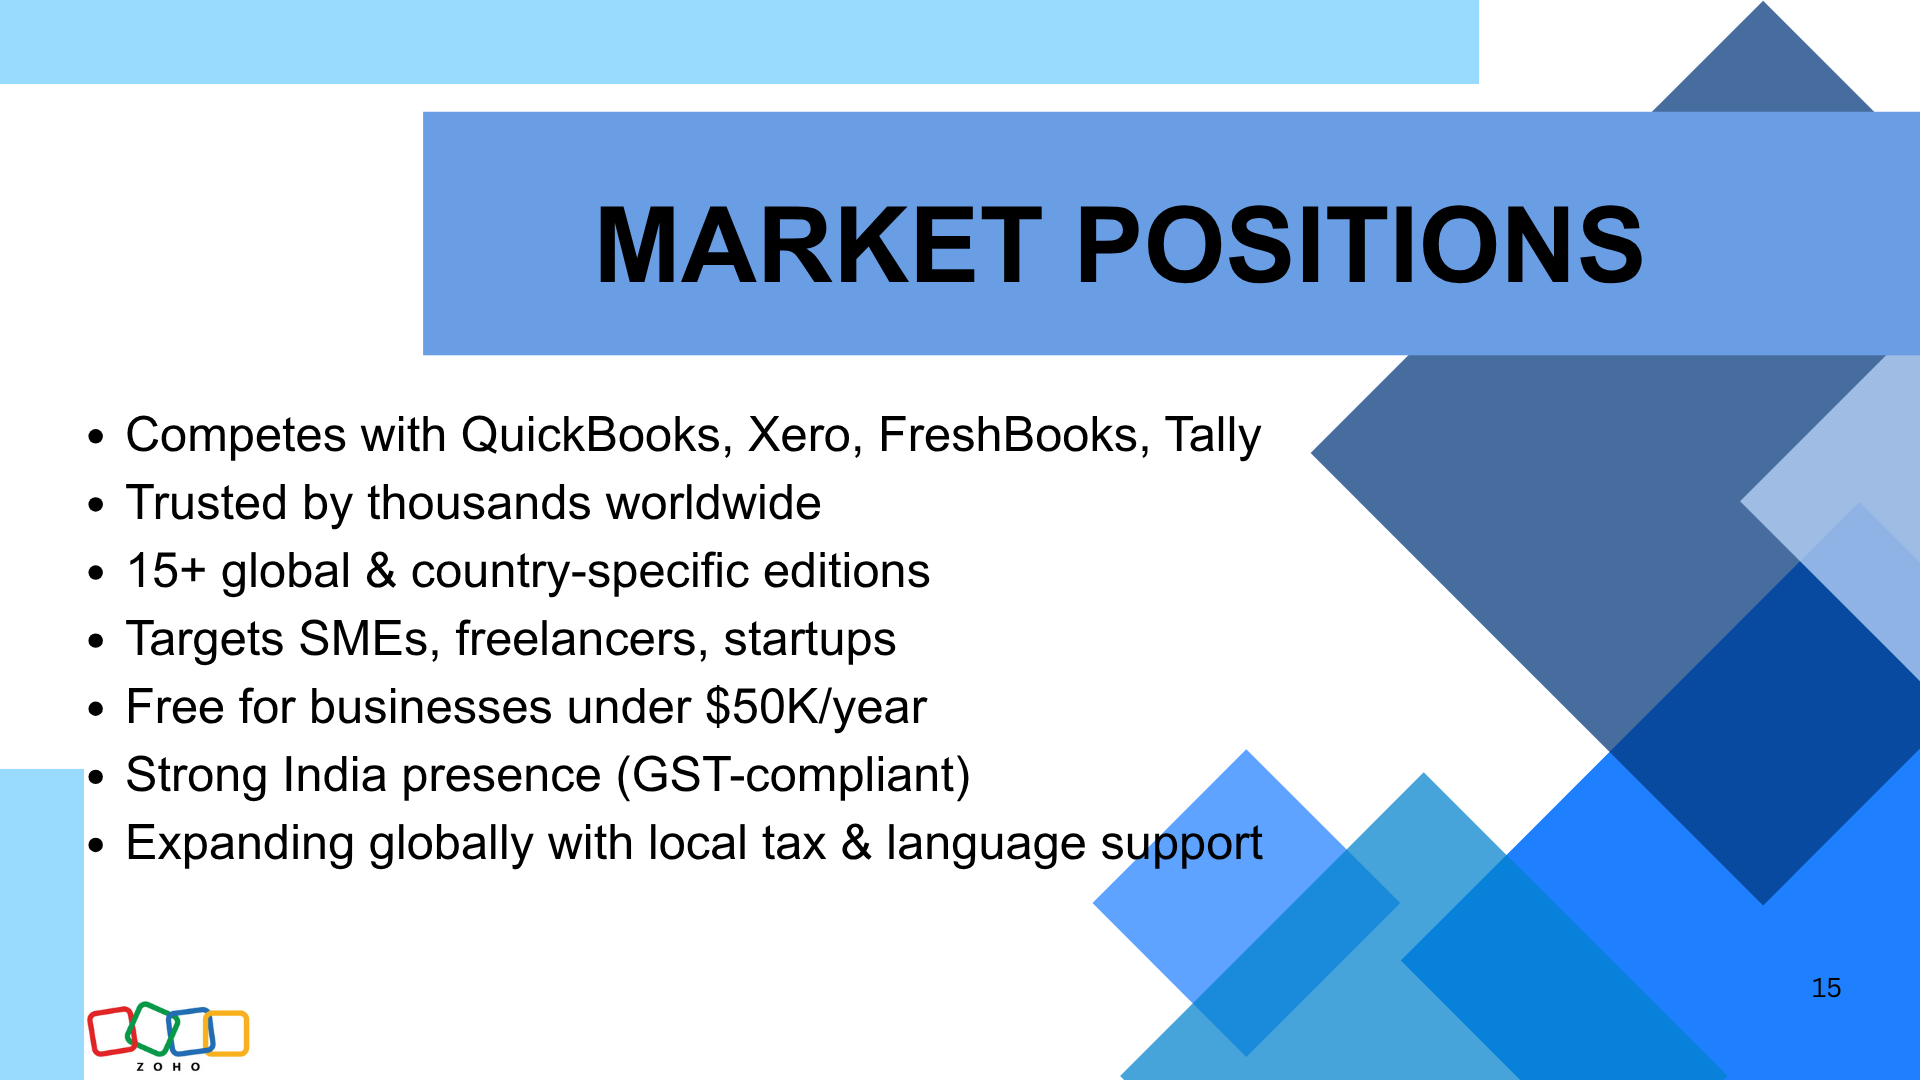 MARKET POSITIONS
• Competes with QuickBooks, Xero, FreshBooks, Tally
• Trusted by thousands worldwide
• 15+ global & country-specific editions
• Targets SMEs, freelancers, startups
• Free for businesses under $50K/year
• Strong India presence (GST-compliant)
• Expanding globally with local tax & language support
15
ZOHO